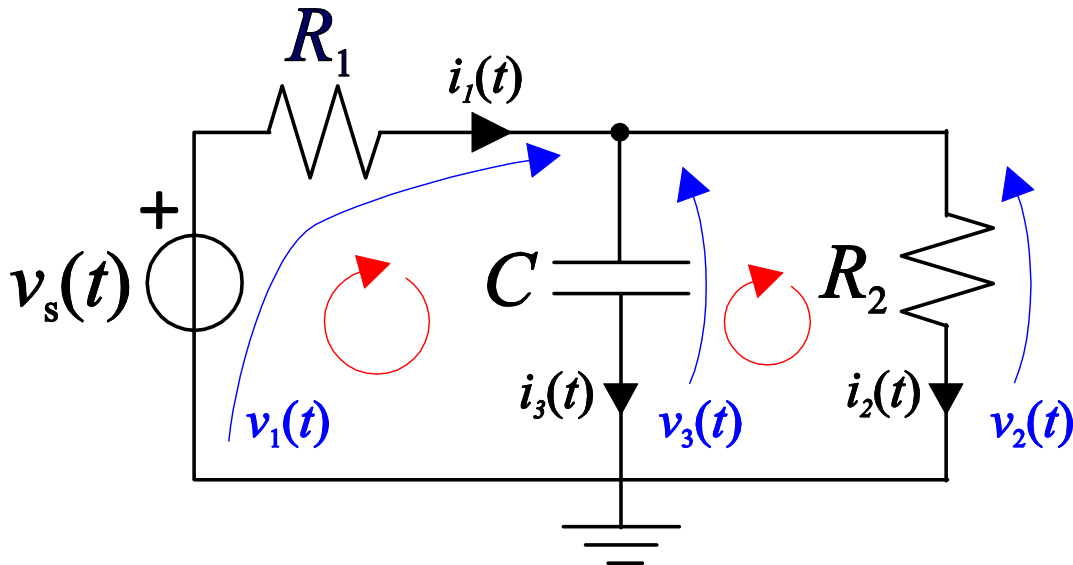 R₁
i₁(t)
+
vₛ(t)
C
R₂
i₃(t)
i₂(t)
v₁(t)
v₃(t)
v₂(t)